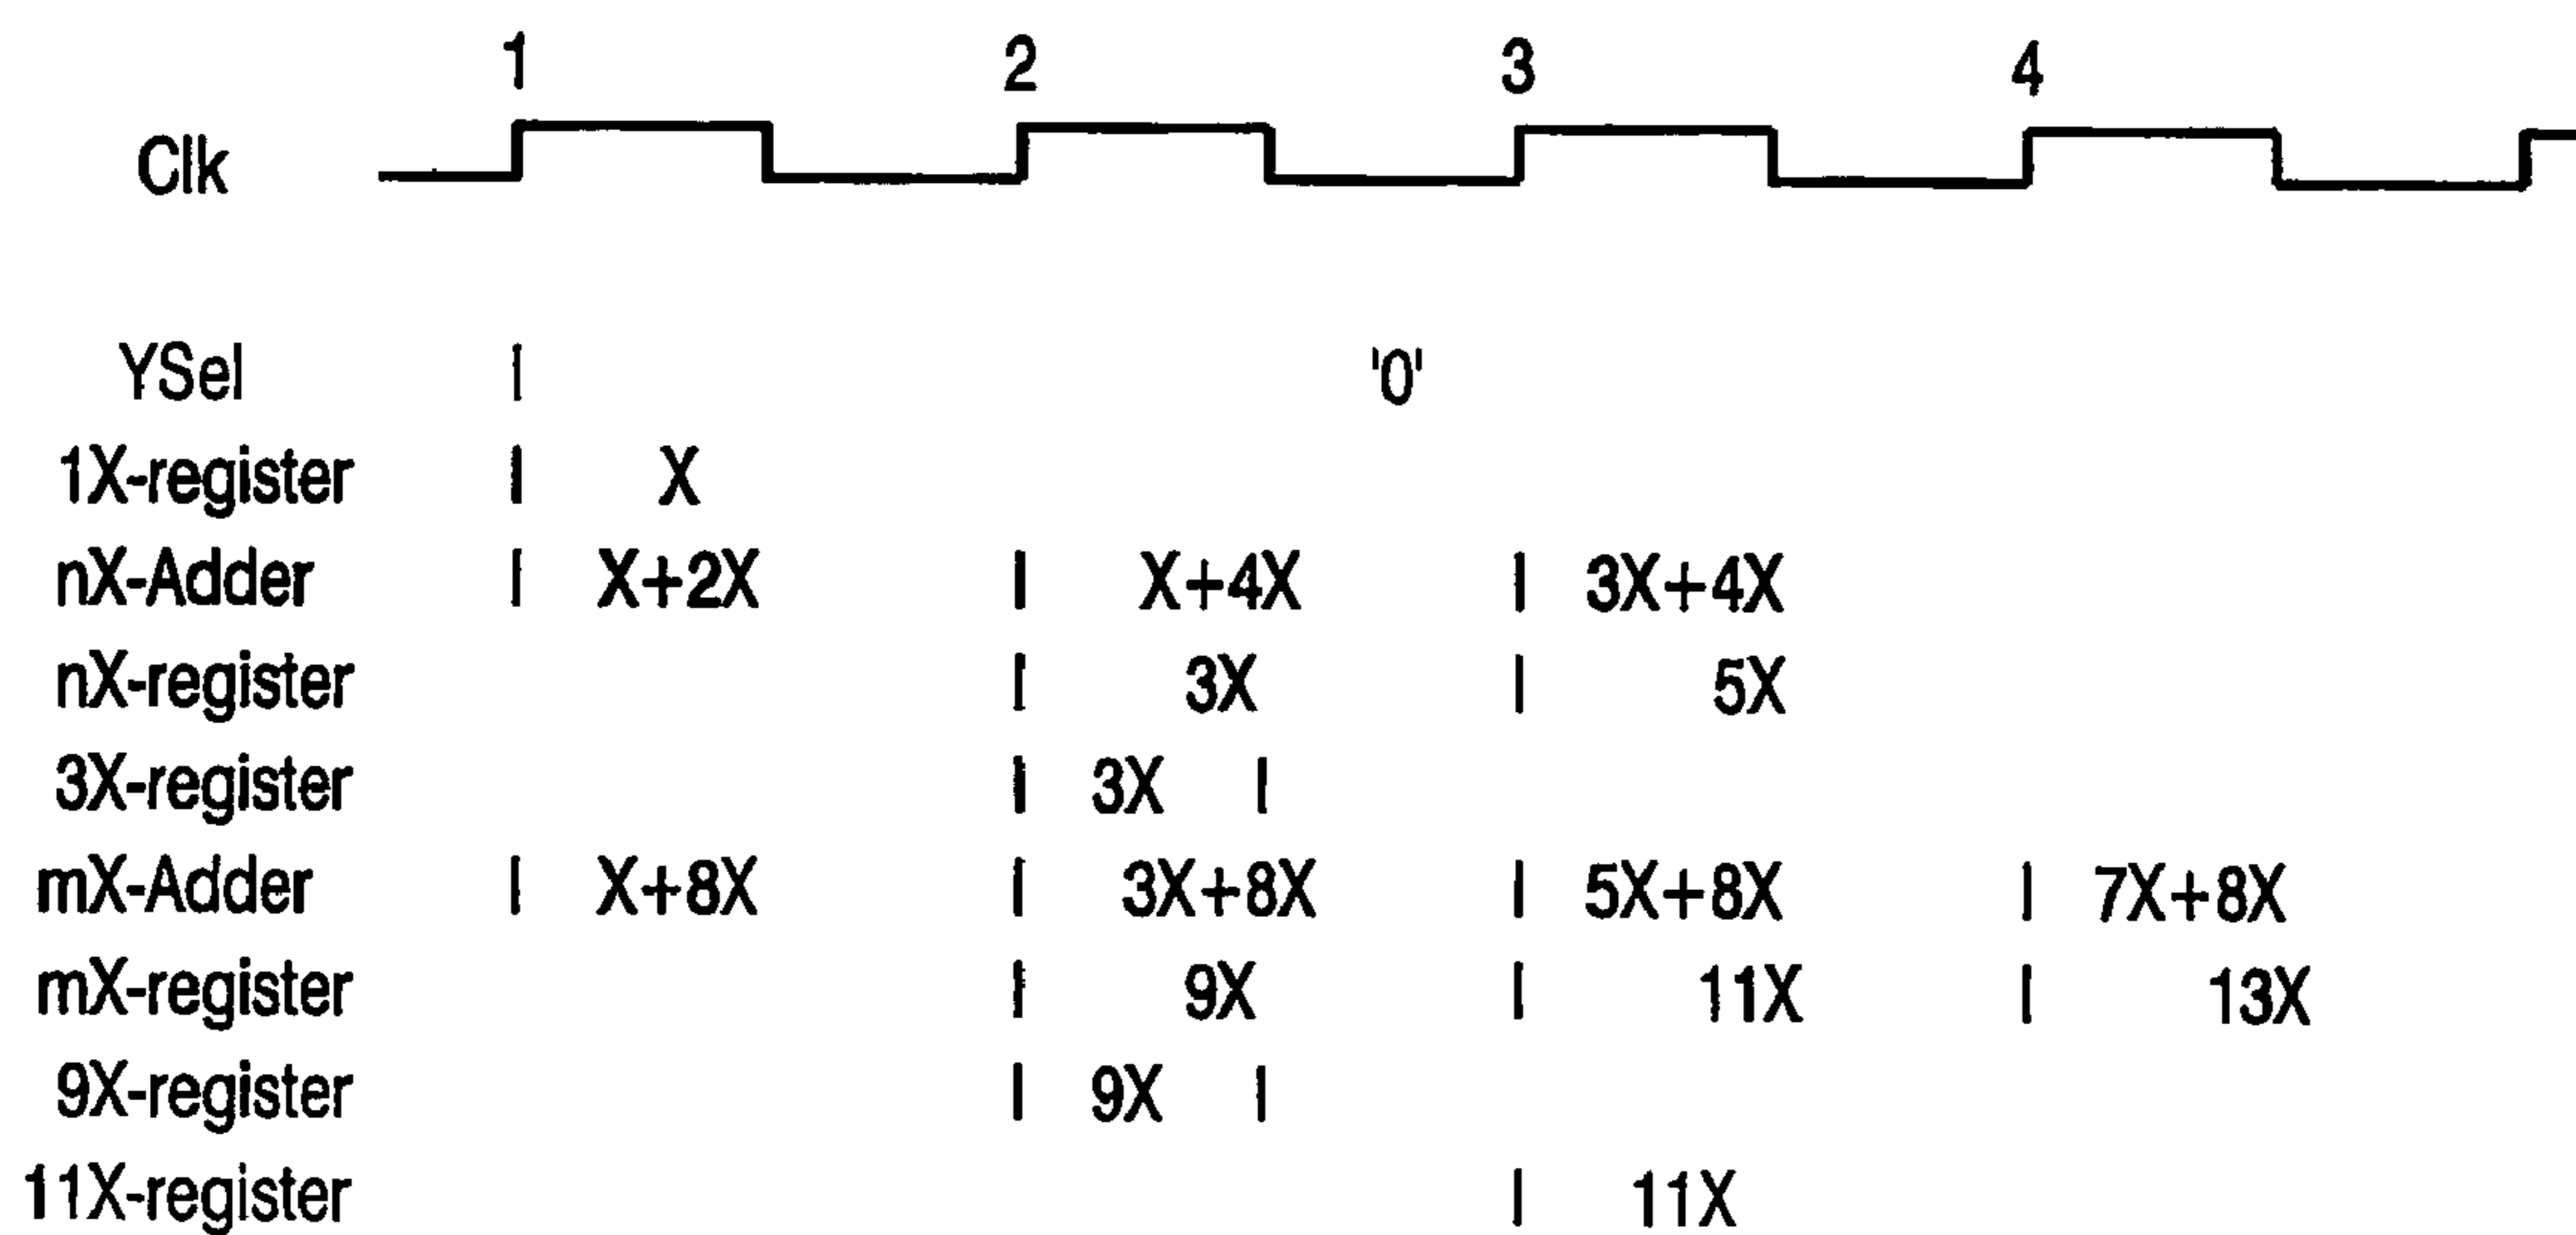 1 2 3 4
Clk
YSel '0'
1X-register X
nX-Adder X+2X X+4X 3X+4X
nX-register 3X 5X
3X-register 3X
mX-Adder X+8X 3X+8X 5X+8X 7X+8X
mX-register 9X 11X 13X
9X-register 9X
11X-register 11X